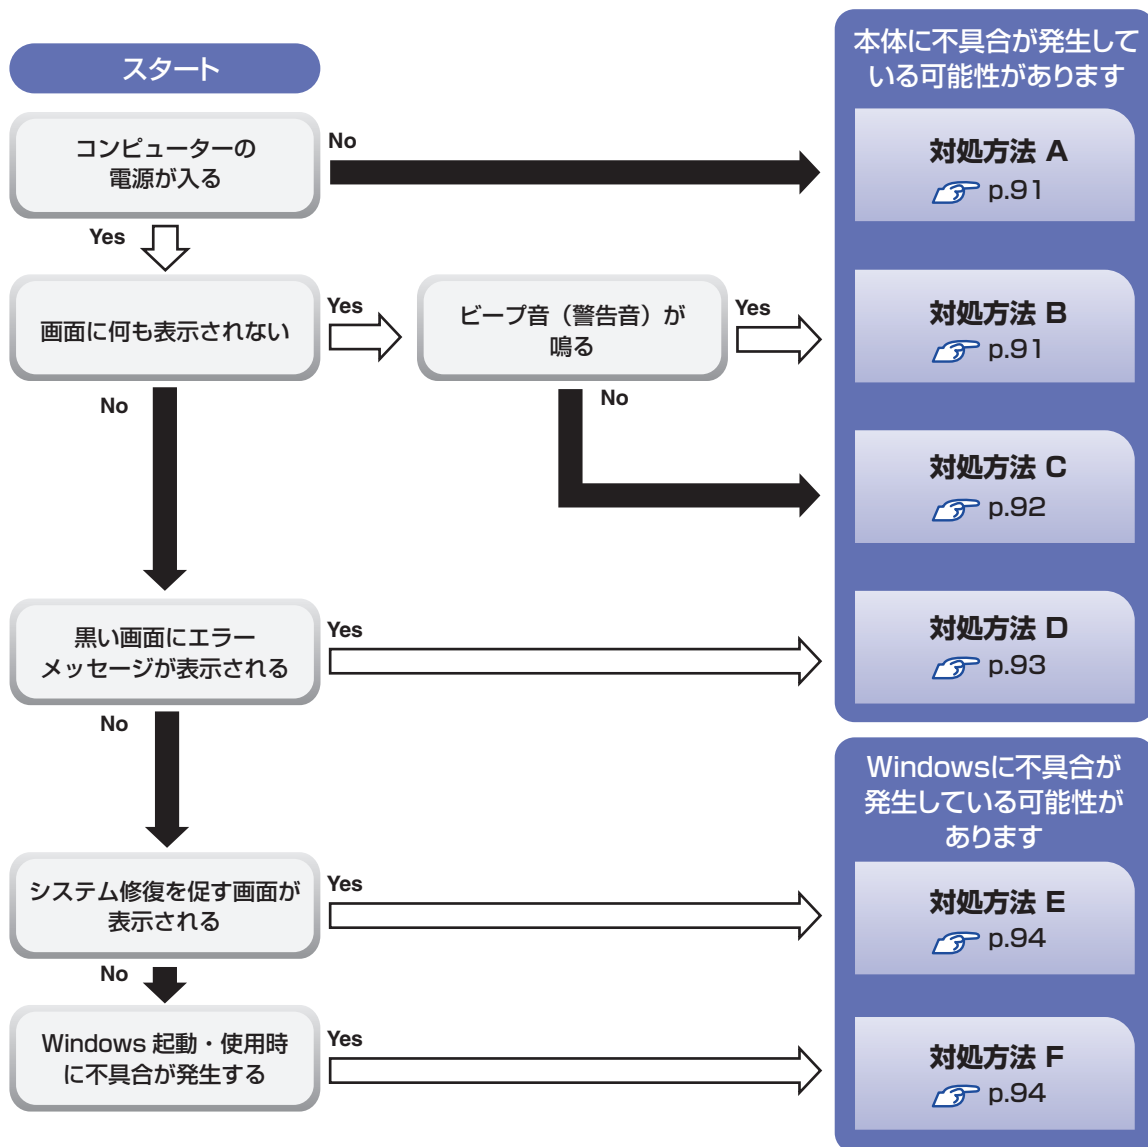 スタート
コンピューターの
電源が入る
No
Yes
画面に何も表示されない
Yes
ビープ音（警告音）が
鳴る
Yes
No
No
黒い画面にエラー
メッセージが表示される
Yes
No
システム修復を促す画面が
表示される
Yes
No
Windows 起動・使用時
に不具合が発生する
Yes
本体に不具合が発生して
いる可能性があります
対処方法 A
p.91
対処方法 B
p.91
対処方法 C
p.92
対処方法 D
p.93
Windowsに不具合が
発生している可能性が
あります
対処方法 E
p.94
対処方法 F
p.94